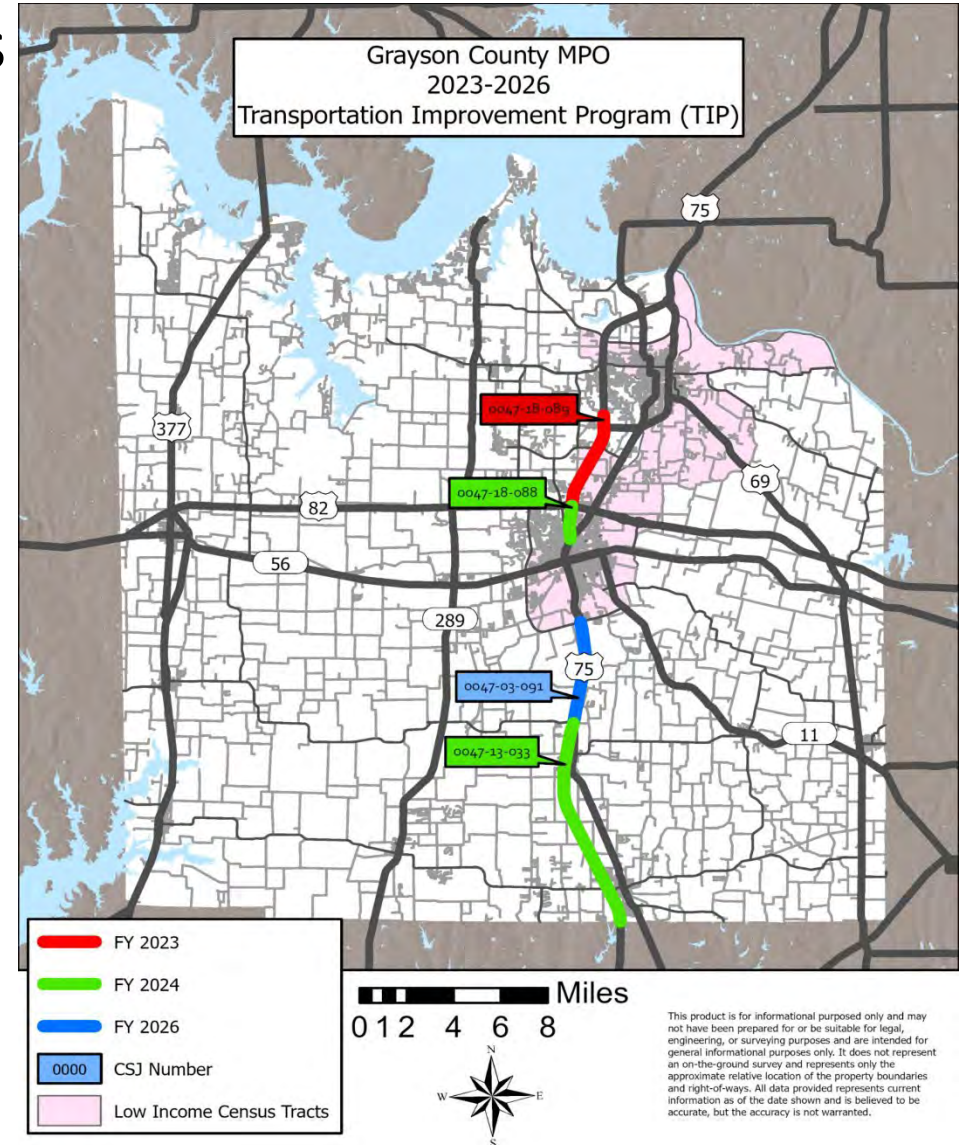 S
Grayson County MPO
2023-2026
Transportation Improvement Program (TIP)
75
0047-18-089
377
69
0047-18-088
82
56
289
75
0047-03-091
11
0047-13-033
FY 2023
FY 2024
FY 2026
0000 CSJ Number
Low Income Census Tracts
Miles
0 1 2 4 6 8
N
W E
S
This product is for informational purposed only and may
not have been prepared for or be suitable for legal,
engineering, or surveying purposes and are intended for
general informational purposes only. It does not represent
an on-the-ground survey and represents only the
approximate relative location of the property boundaries
and right-of-ways. All data provided represents current
information as of the date shown and is believed to be
accurate, but the accuracy is not warranted.